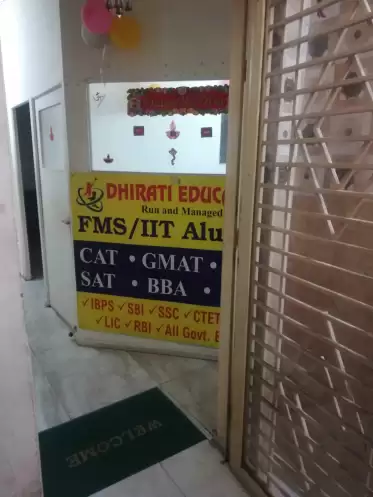 DHIRATI EDUC
Run and Managed
FMS/IIT Alu
CAT • GMAT •
SAT • BBA •
✓IBPS ✓SBI ✓SSC ✓CTET
✓LIC ✓RBI ✓All Govt. E
WELCOME